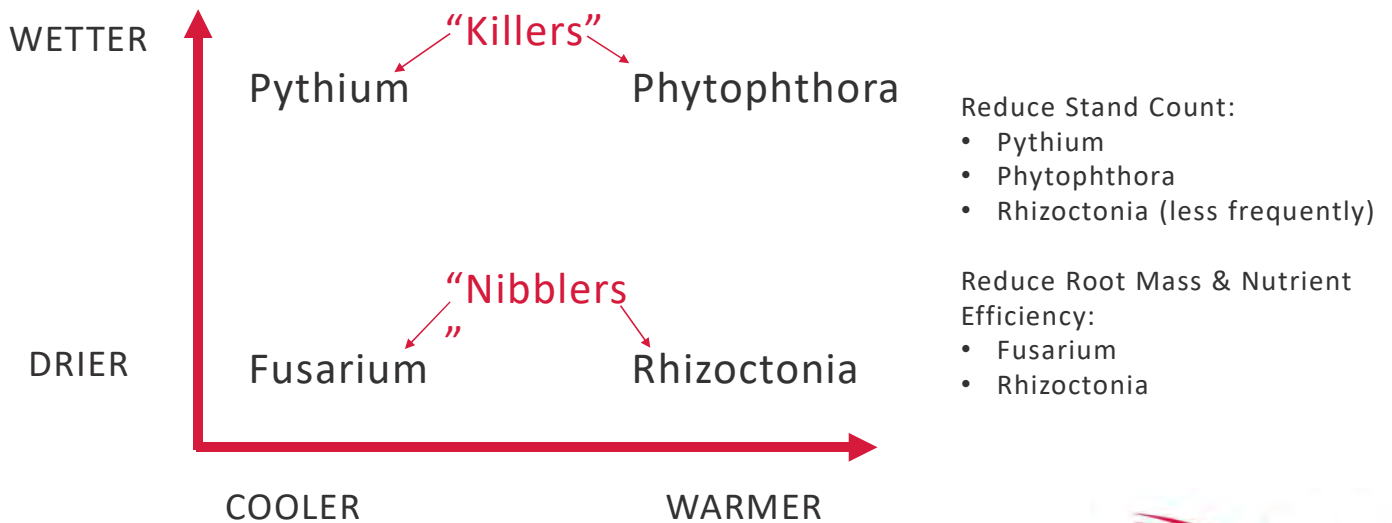 WETTER
“Killers”
Pythium
Phytophthora
“Nibblers
”
DRIER
Fusarium
Rhizoctonia
COOLER
WARMER
Reduce Stand Count:
• Pythium
• Phytophthora
• Rhizoctonia (less frequently)
Reduce Root Mass & Nutrient
Efficiency:
• Fusarium
• Rhizoctonia